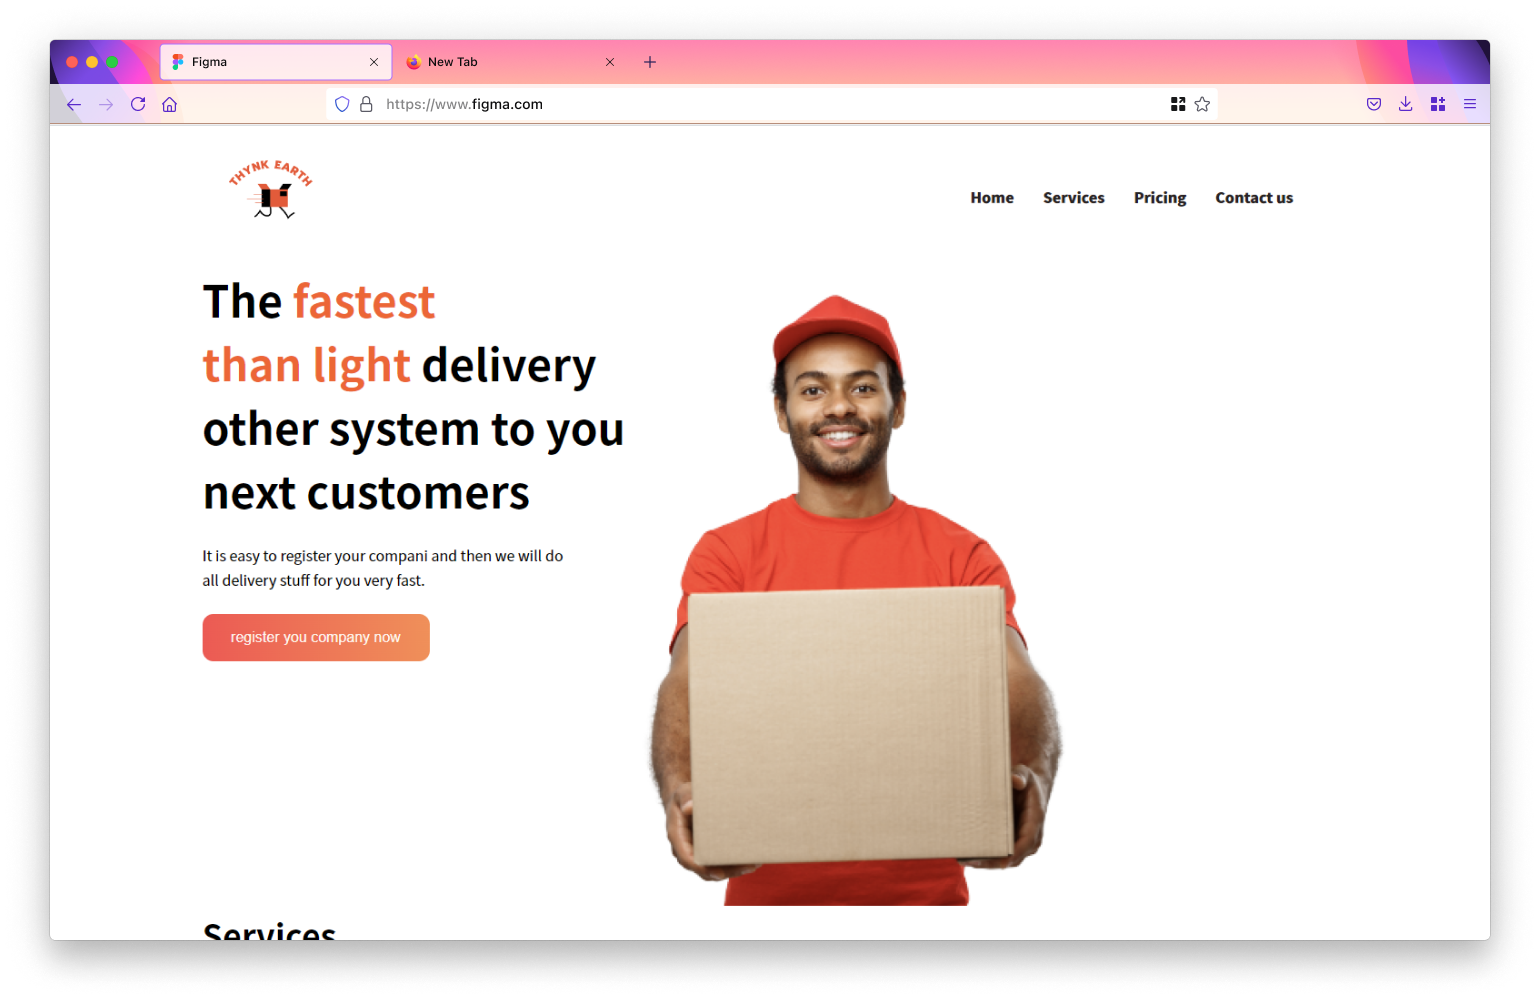 Figma
New Tab
https://www.figma.com
THYNK EARTH
Home Services Pricing Contact us
The fastest
than light delivery
other system to you
next customers
It is easy to register your compani and then we will do
all delivery stuff for you very fast.
register you company now
Services